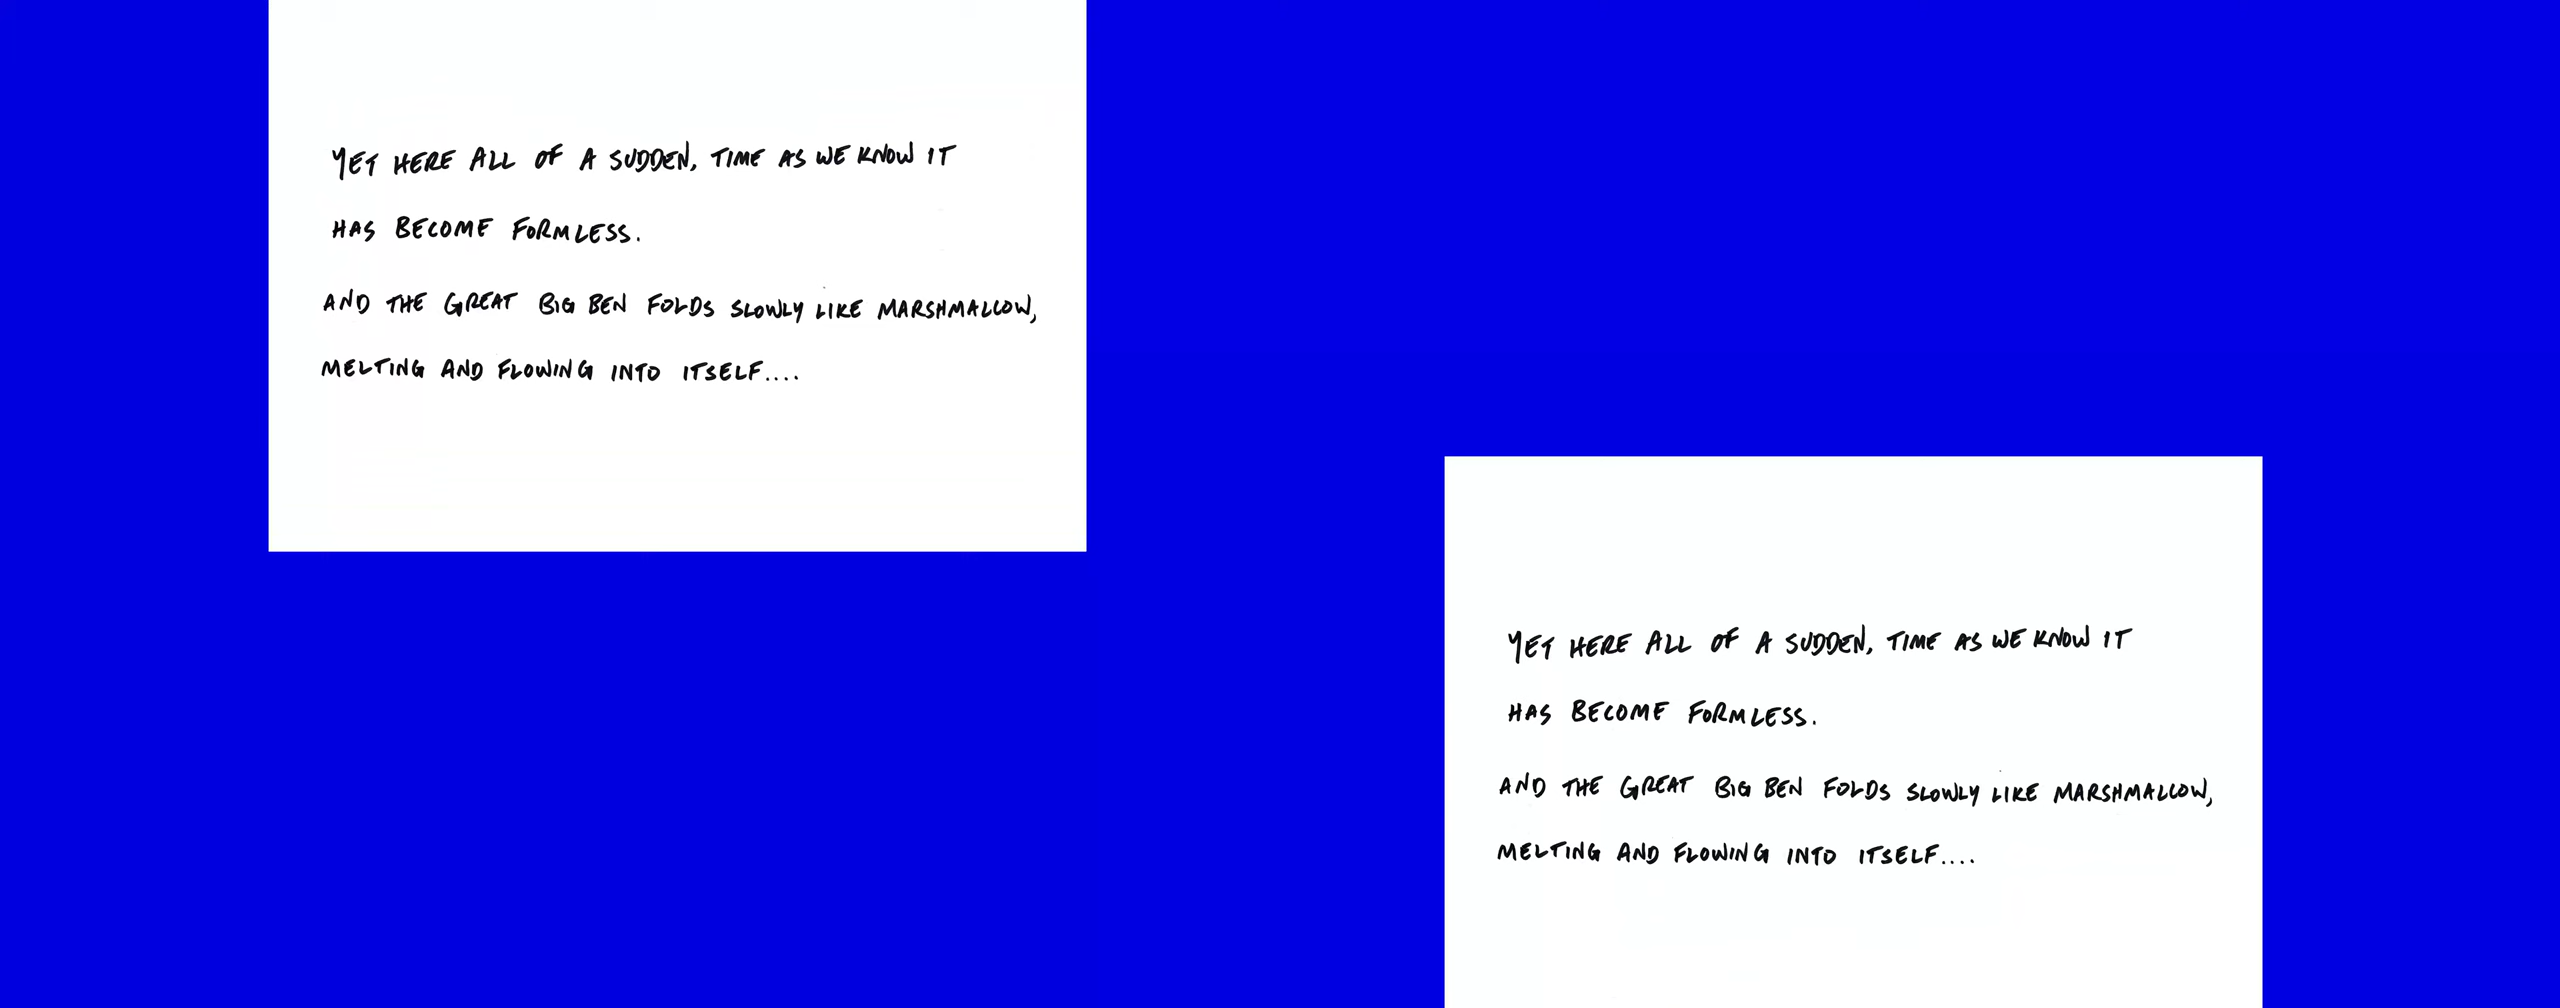 YET HERE ALL OF A SUDDEN, TIME AS WE KNOW IT
HAS BECOME FORMLESS.
AND THE GREAT BIG BEN FOLDS SLOWLY LIKE MARSHMALLOW,
MELTING AND FLOWING INTO ITSELF....
YET HERE ALL OF A SUDDEN, TIME AS WE KNOW IT
HAS BECOME FORMLESS.
AND THE GREAT BIG BEN FOLDS SLOWLY LIKE MARSHMALLOW,
MELTING AND FLOWING INTO ITSELF....